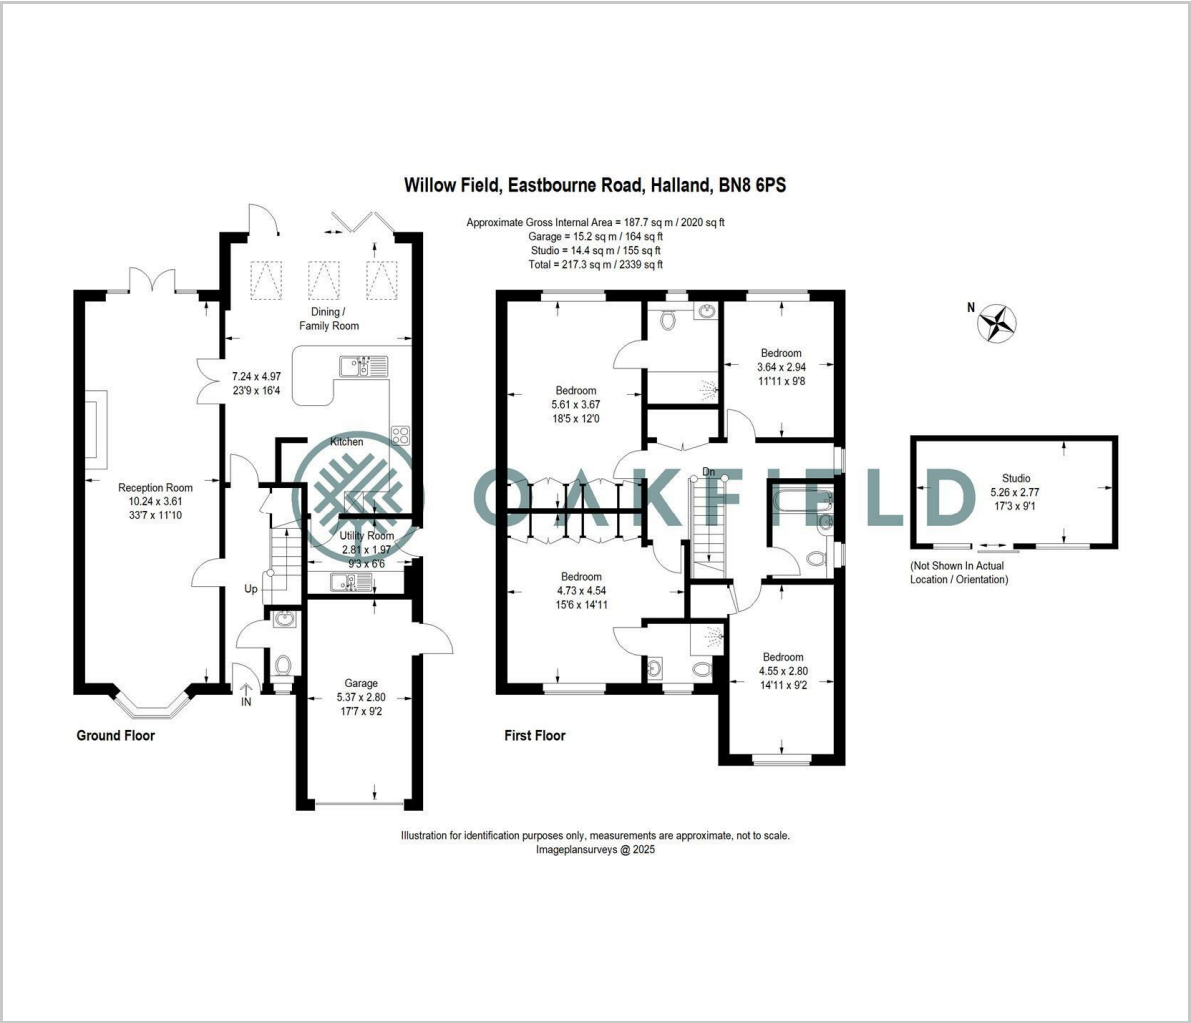 Willow Field, Eastbourne Road, Halland, BN8 6PS
Approximate Gross Internal Area = 187.7 sq m / 2020 sq ft
Garage = 15.2 sq m / 164 sq ft
Studio = 14.4 sq m / 155 sq ft
Total = 217.3 sq m / 2339 sq ft
Dining /
Family Room
7.24 x 4.97
23'9 x 16'4
Kitchen
Reception Room
10.24 x 3.61
33'7 x 11'10
Utility Room
2.81 x 1.97
9'3 x 6'6
Up
IN
Garage
5.37 x 2.80
17'7 x 9'2
Ground Floor
Bedroom
5.61 x 3.67
18'5 x 12'0
Bedroom
3.64 x 2.94
11'11 x 9'8
Dn
Bedroom
4.73 x 4.54
15'6 x 14'11
Bedroom
4.55 x 2.80
14'11 x 9'2
First Floor
N
Studio
5.26 x 2.77
17'3 x 9'1
(Not Shown In Actual
Location / Orientation)
OAKFIELD
Illustration for identification purposes only, measurements are approximate, not to scale.
Imageplansurveys @ 2025